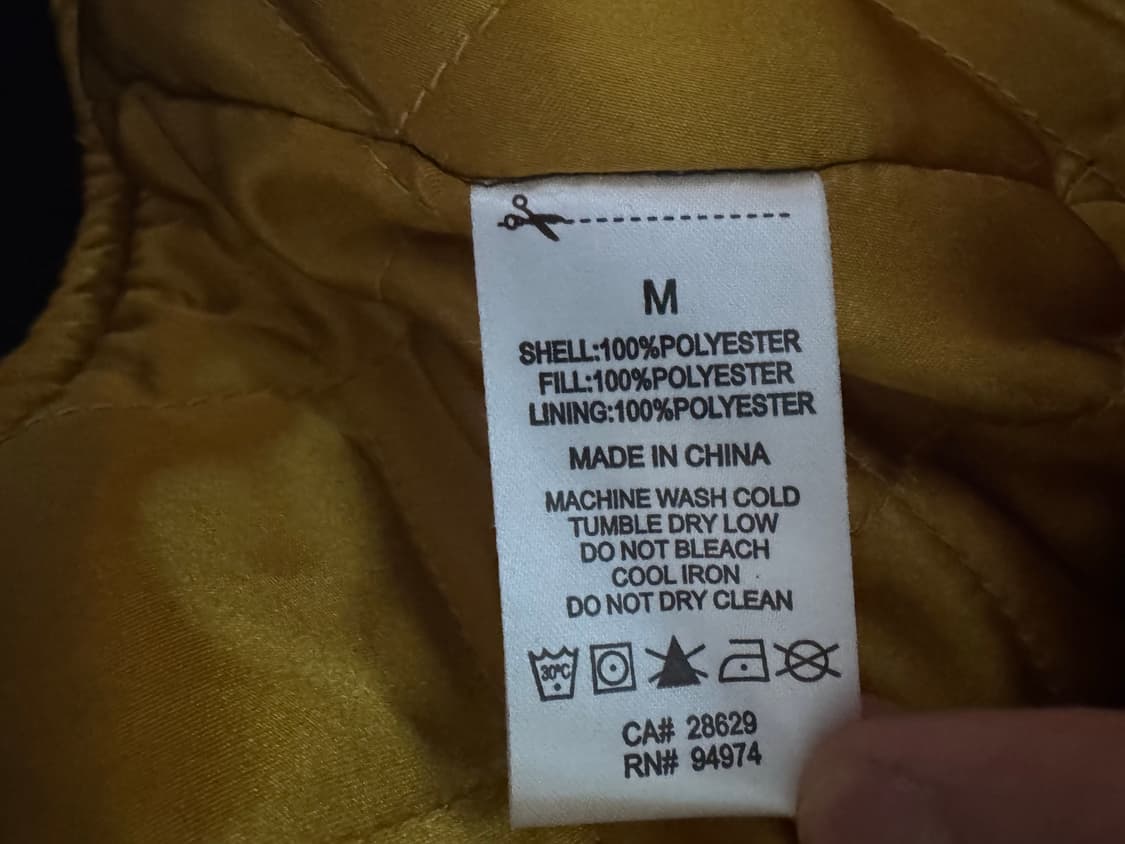 M
SHELL:100%POLYESTER
FILL:100%POLYESTER
LINING:100%POLYESTER
MADE IN CHINA
MACHINE WASH COLD
TUMBLE DRY LOW
DO NOT BLEACH
COOL IRON
DO NOT DRY CLEAN
30°C
CA# 28629
RN# 94974